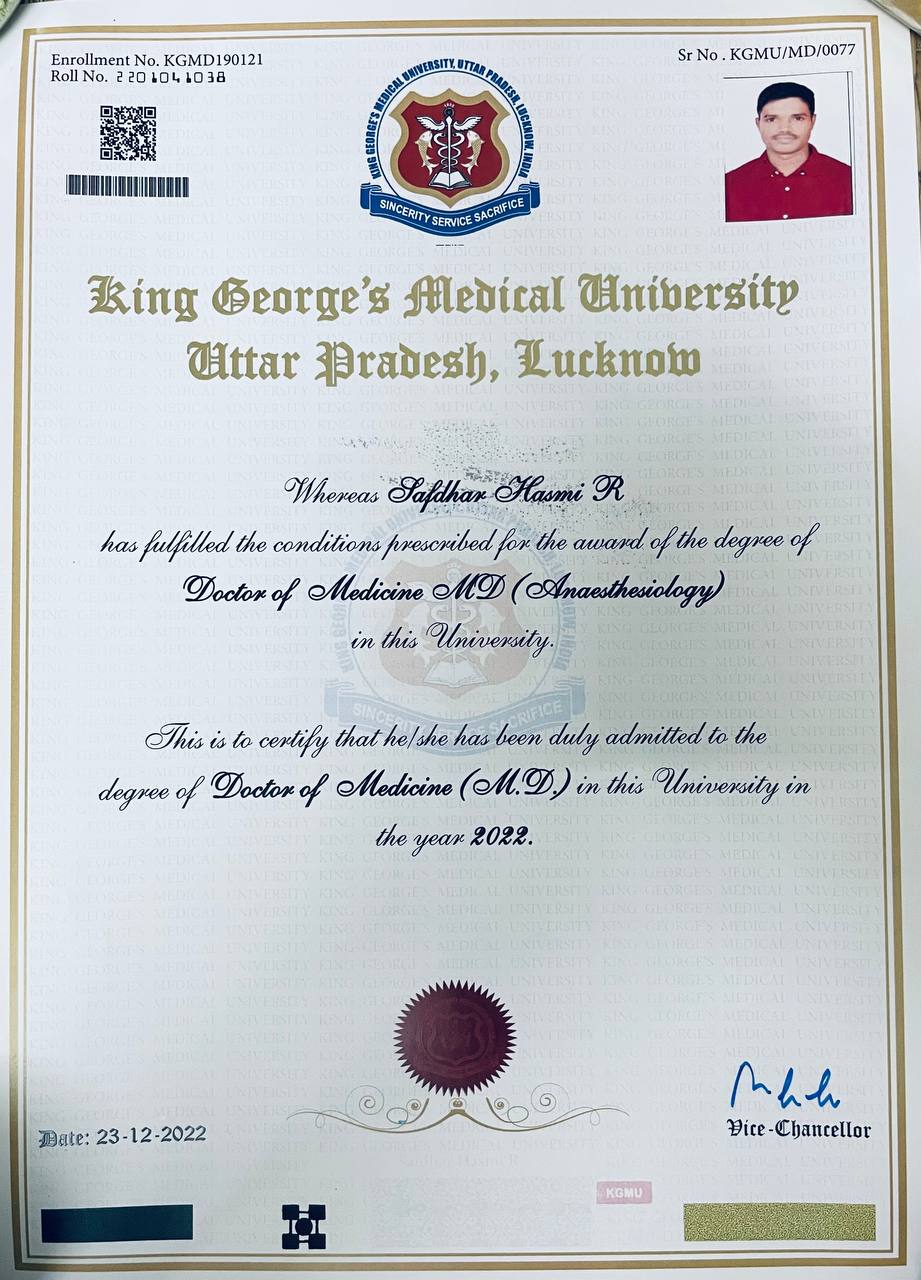 Enrollment No. KGMD190121
Roll No. 2201041038
Sr No . KGMU/MD/0077
KING GEORGE'S MEDICAL UNIVERSITY, UTTAR PRADESH, LUCKNOW, INDIA
SINCERITY SERVICE SACRIFICE
King George's Medical University
Uttar Pradesh, Lucknow
Whereas Safdhar Hasmi R
has fulfilled the conditions prescribed for the award of the degree of
Doctor of Medicine MD (Anaesthesiology)
in this University.
This is to certify that he/she has been duly admitted to the
degree of Doctor of Medicine (M.D.) in this University in
the year 2022.
Date: 23-12-2022
Vice-Chancellor
KGMU